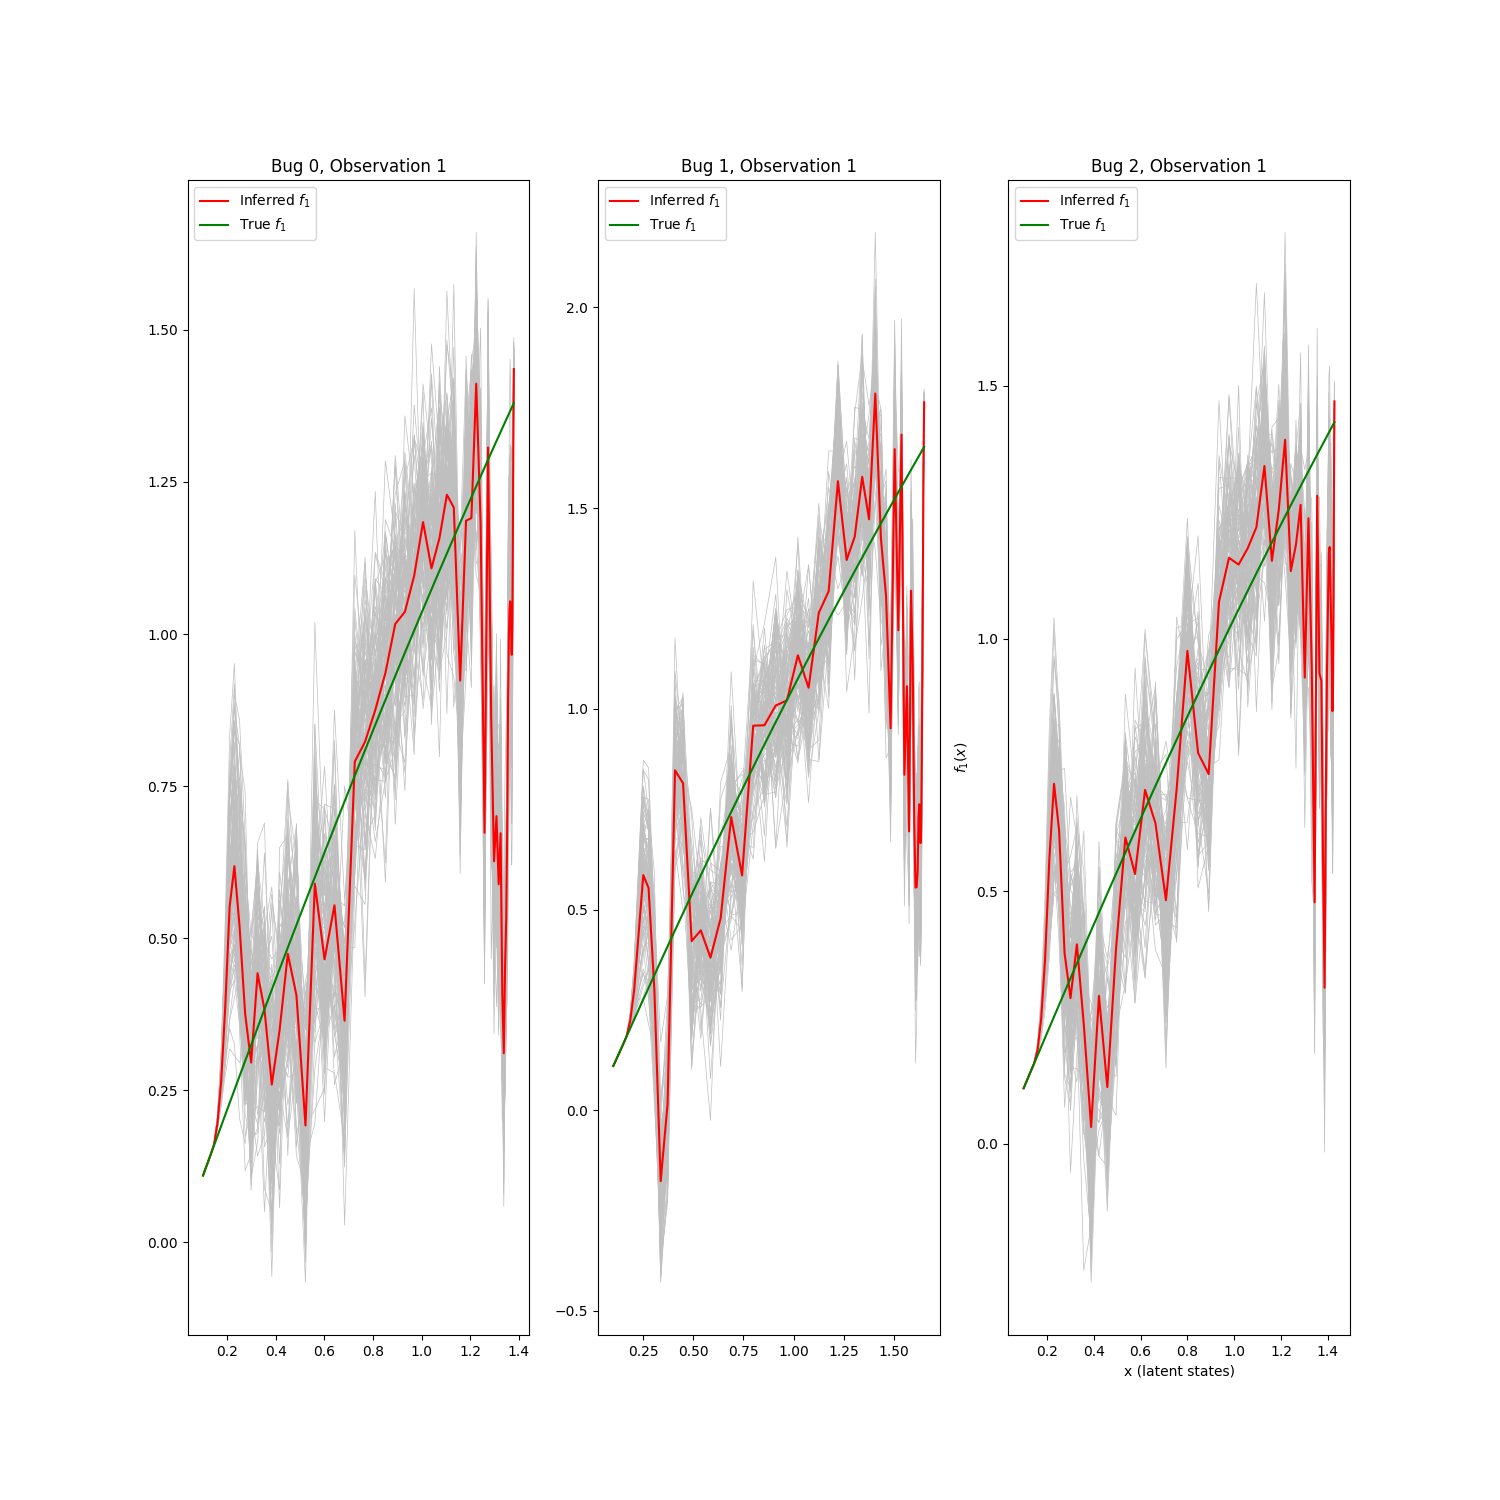 Bug 0, Observation 1
Inferred f₁
True f₁
1.50
1.25
1.00
0.75
0.50
0.25
0.00
0.2 0.4 0.6 0.8 1.0 1.2 1.4
Bug 1, Observation 1
Inferred f₁
True f₁
2.0
1.5
1.0
0.5
0.0
−0.5
0.25 0.50 0.75 1.00 1.25 1.50
Bug 2, Observation 1
Inferred f₁
True f₁
f₁(x)
1.5
1.0
0.5
0.0
0.2 0.4 0.6 0.8 1.0 1.2 1.4
x (latent states)